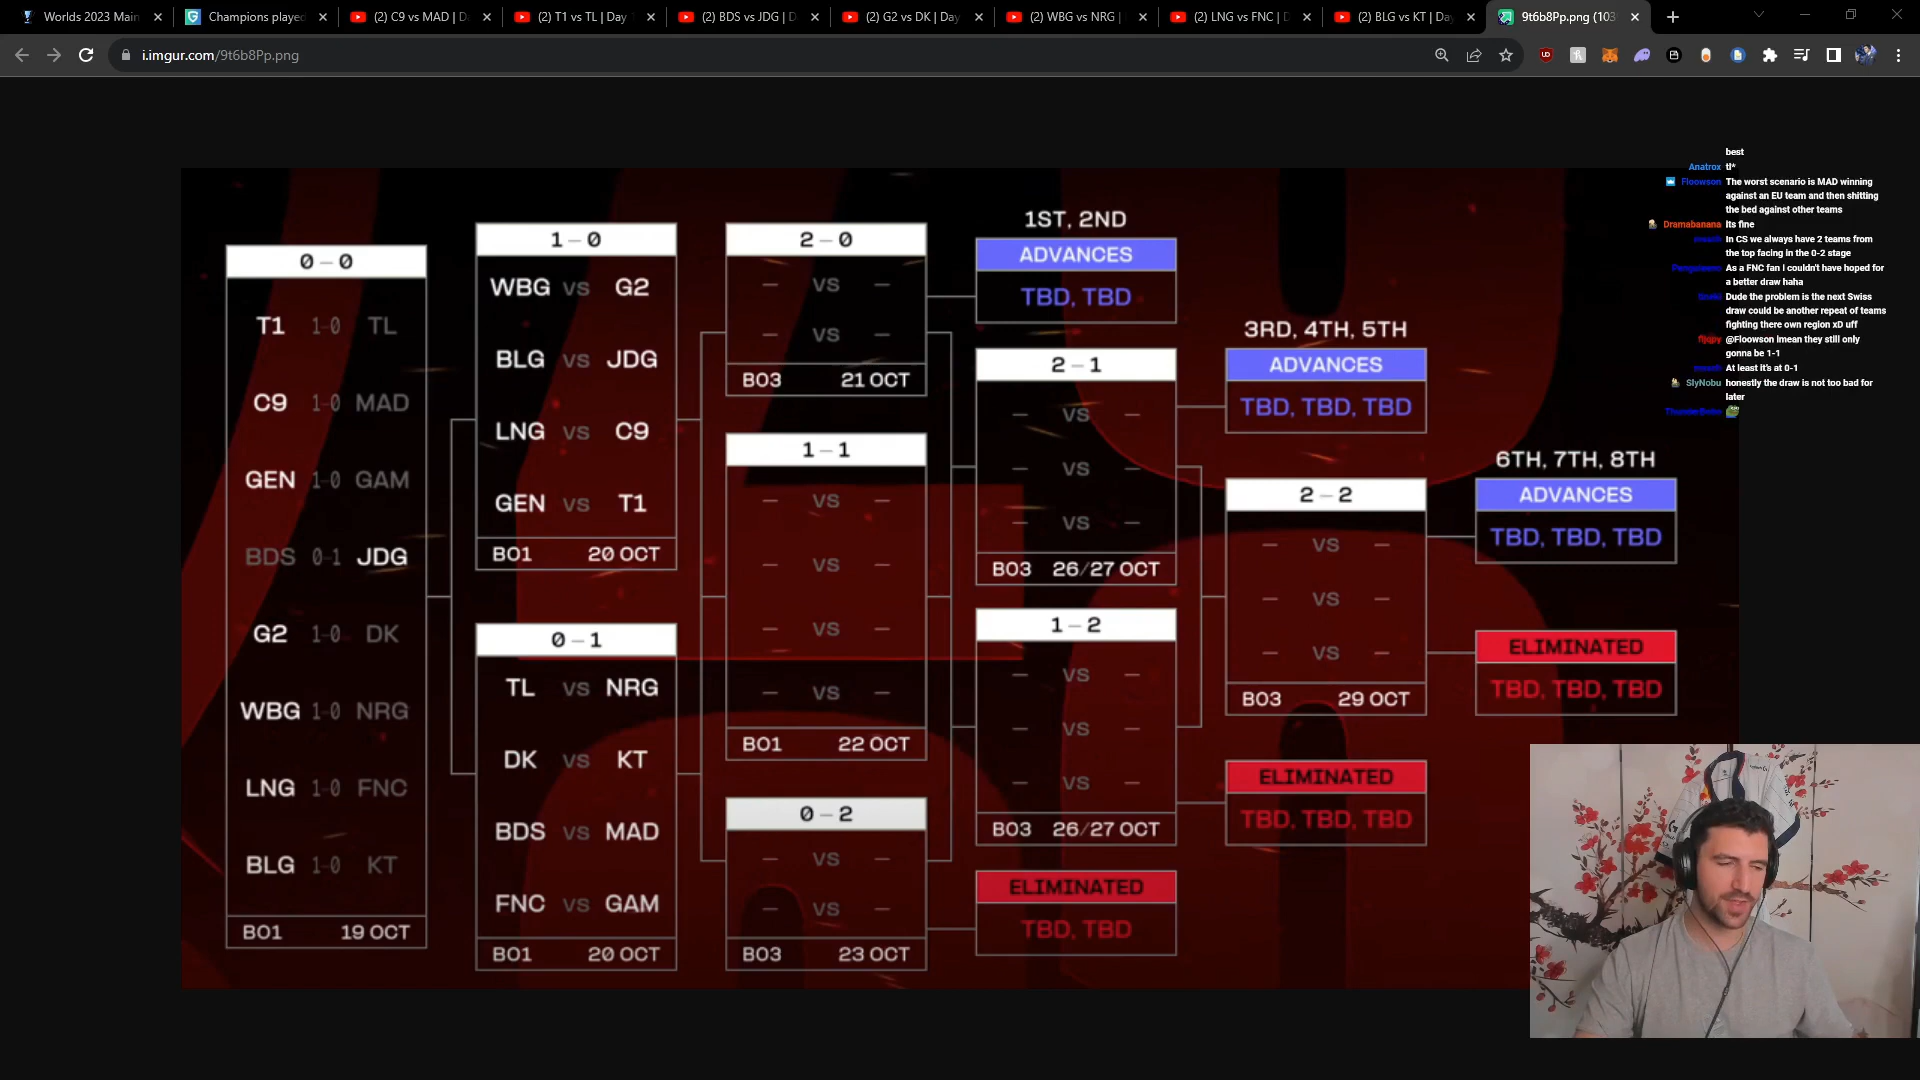 Worlds 2023 Main
Champions playe
(2) C9 vs MAD | D
(2) T1 vs TL | Day
(2) BDS vs JDG | D
(2) G2 vs DK | Day
(2) WBG vs NRG |
(2) LNG vs FNC | D
(2) BLG vs KT | Day
9t6b8Pp.png (103
i.imgur.com/9t6b8Pp.png
0 – 0
T1 1-0 TL
C9 1-0 MAD
GEN 1-0 GAM
BDS 0-1 JDG
G2 1-0 DK
WBG 1-0 NRG
LNG 1-0 FNC
BLG 1-0 KT
BO1 19 OCT
1 – 0
WBG VS G2
BLG VS JDG
LNG VS C9
GEN VS T1
BO1 20 OCT
0 – 1
TL VS NRG
DK VS KT
BDS VS MAD
FNC VS GAM
BO1 20 OCT
2 – 0
– VS –
– VS –
BO3 21 OCT
1 – 1
– VS –
– VS –
– VS –
– VS –
BO1 22 OCT
0 – 2
– VS –
– VS –
BO3 23 OCT
1ST, 2ND
ADVANCES
TBD, TBD
2 – 1
– VS –
– VS –
– VS –
BO3 26/27 OCT
1 – 2
– VS –
– VS –
– VS –
BO3 26/27 OCT
ELIMINATED
TBD, TBD
3RD, 4TH, 5TH
ADVANCES
TBD, TBD, TBD
2 – 2
– VS –
– VS –
– VS –
BO3 29 OCT
ELIMINATED
TBD, TBD, TBD
6TH, 7TH, 8TH
ADVANCES
TBD, TBD, TBD
ELIMINATED
TBD, TBD, TBD
best
Anatrox tl*
Floowson The worst scenario is MAD winning
against an EU team and then shitting
the bed against other teams
Dramabanana Its fine
In CS we always have 2 teams from
the top facing in the 0-2 stage
As a FNC fan I couldn't have hoped for
a better draw haha
Dude the problem is the next Swiss
draw could be another repeat of teams
fighting there own region xD uff
@Floowson Imean they still only
gonna be 1-1
At least it's at 0-1
SlyNobu honestly the draw is not too bad for
later